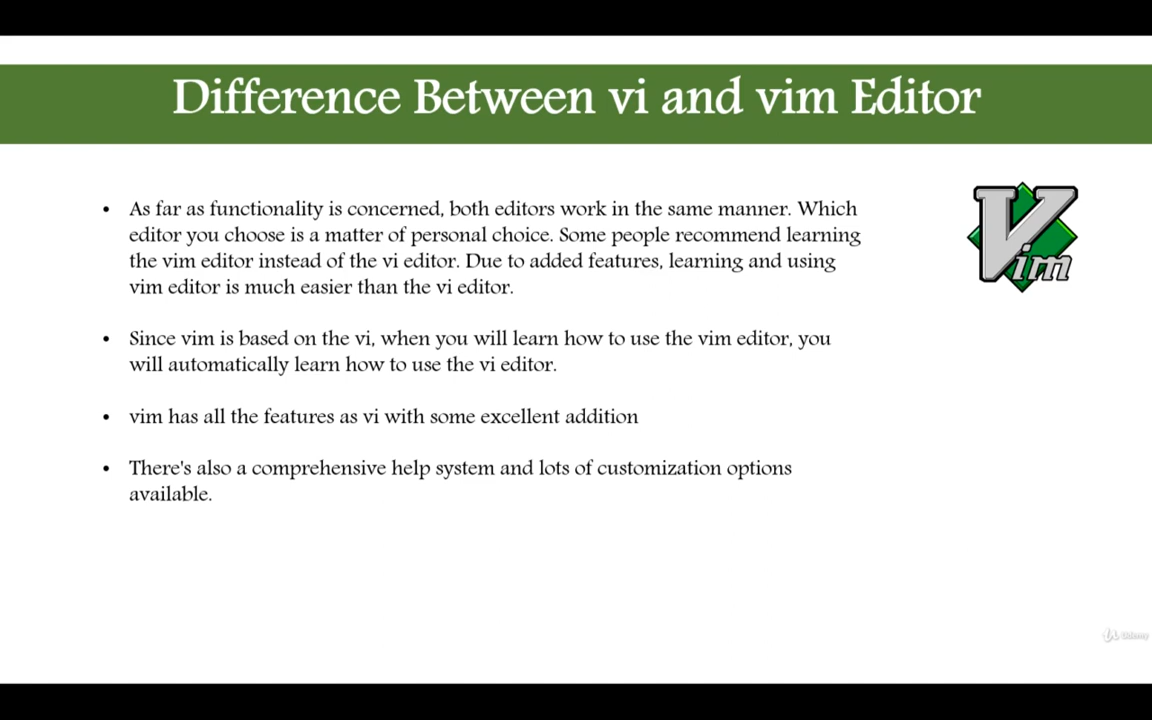 Difference Between vi and vim Editor
• As far as functionality is concerned, both editors work in the same manner. Which
editor you choose is a matter of personal choice. Some people recommend learning
the vim editor instead of the vi editor. Due to added features, learning and using
vim editor is much easier than the vi editor.
Vim
• Since vim is based on the vi, when you will learn how to use the vim editor, you
will automatically learn how to use the vi editor.
• vim has all the features as vi with some excellent addition
• There's also a comprehensive help system and lots of customization options
available.
Udemy